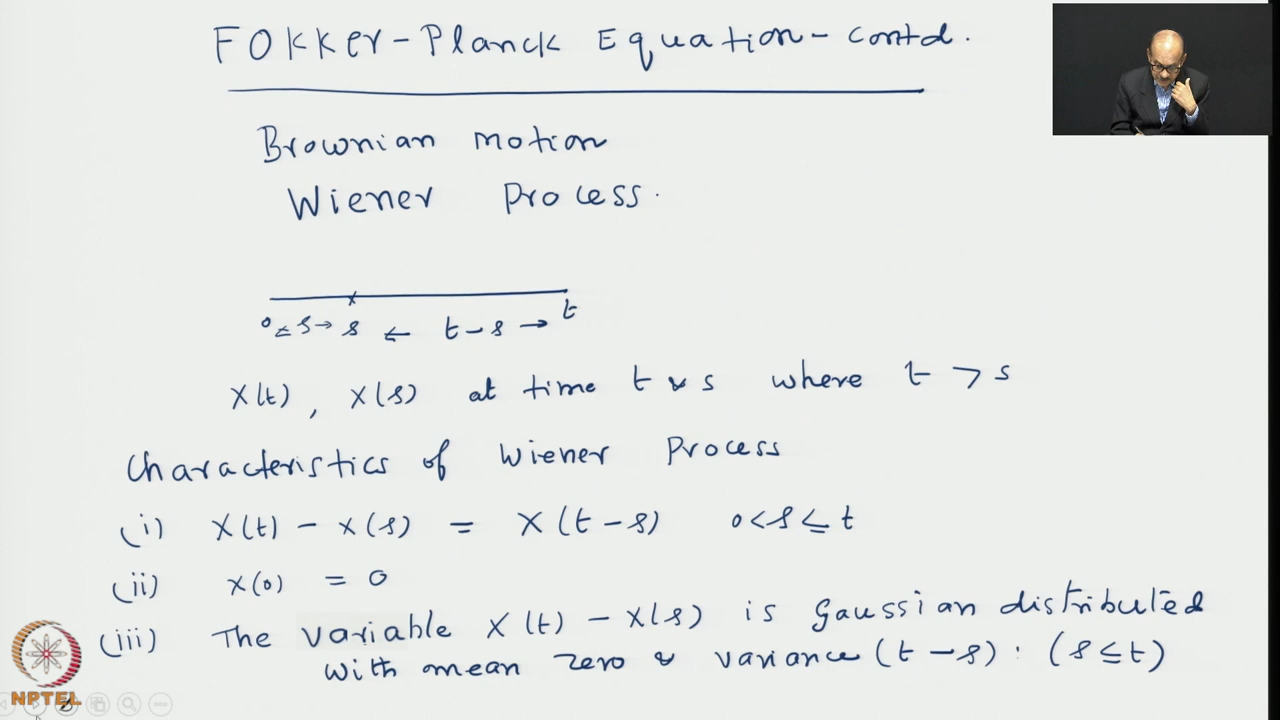 FOKKer-Planck Equation-contd.
Brownian motion
Wiener Process.
0 ← s → s ← t-s → t
X(t), X(s) at time t & s where t > s
Characteristics of Wiener Process
(i) X(t) - X(s) = X(t-s) 0<s≤t
(ii) X(0) = 0
(iii) The variable X(t) - X(s) is Gaussian distributed
with mean zero & variance (t-s): (s≤t)
NPTEL